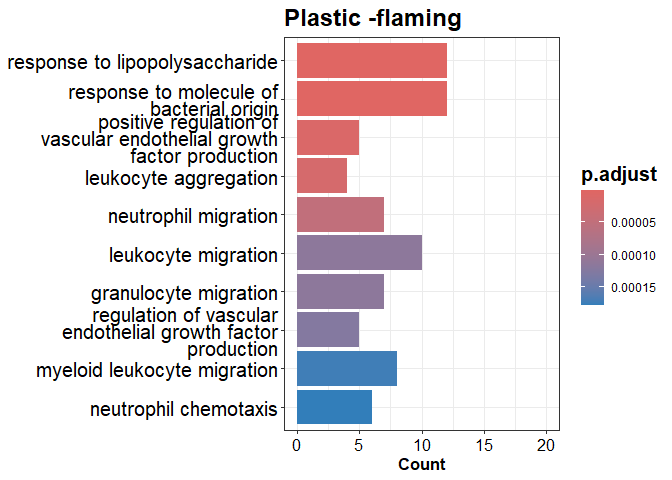 Plastic -flaming
response to lipopolysaccharide
response to molecule of
bacterial origin
positive regulation of
vascular endothelial growth
factor production
leukocyte aggregation
neutrophil migration
leukocyte migration
granulocyte migration
regulation of vascular
endothelial growth factor
production
myeloid leukocyte migration
neutrophil chemotaxis
0
5
10
15
20
Count
p.adjust
0.00005
0.00010
0.00015